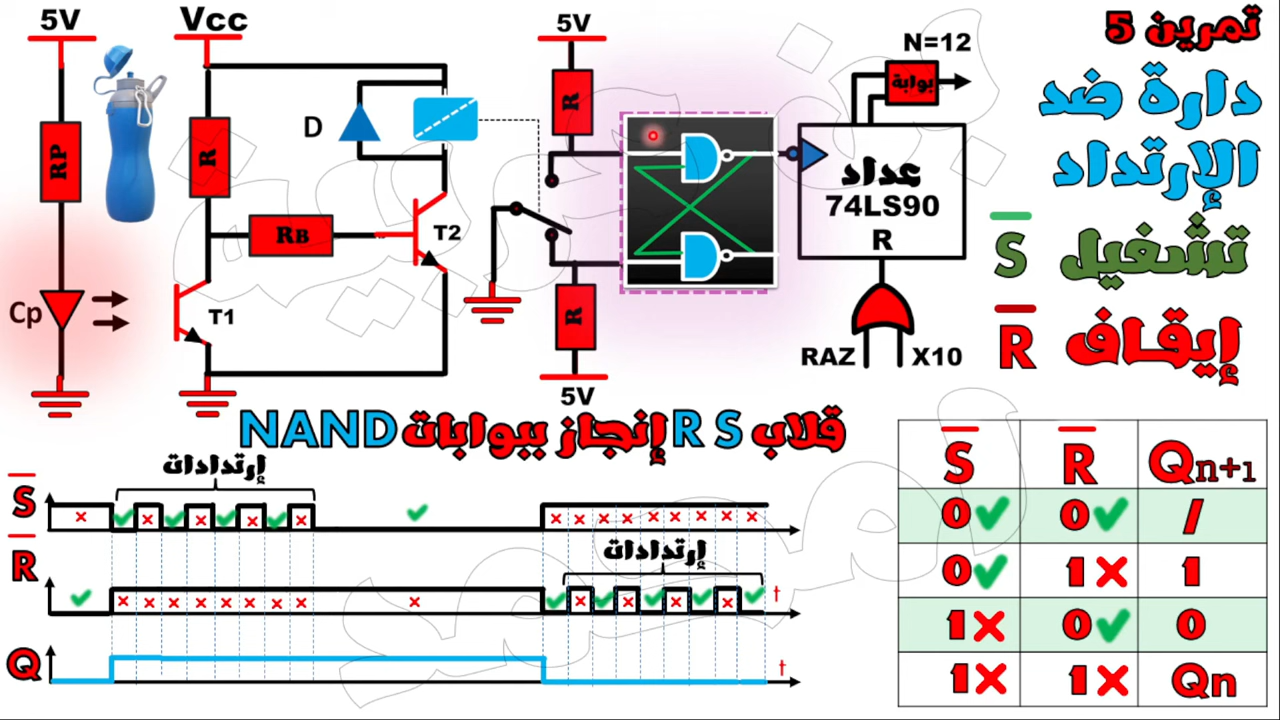 تمرين 5
دارة ضد
الإرتداد
تشغيل S
إيقاف R
5V
RP
Cp
Vcc
R
RB
T1
D
T2
5V
R
R
5V
N=12
بوابة
عداد
74LS90
R
RAZ
X10
قلاب R S إنجاز ببوابات NAND
إرتدادات
S
إرتدادات
R
t
Q
t
S R Qn+1
0 0 /
0 1 1
1 0 0
1 1 Qn